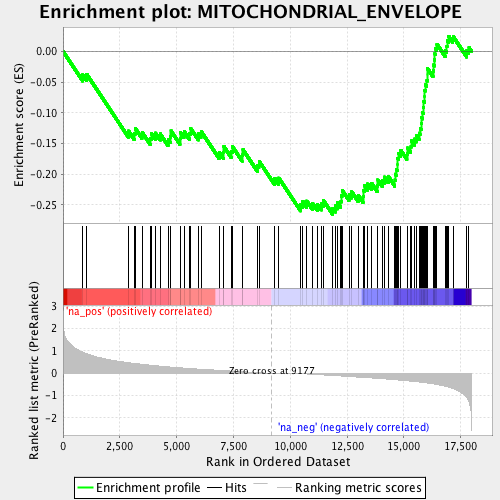 Enrichment plot: MITOCHONDRIAL_ENVELOPE
Enrichment score (ES)
0.00
-0.05
-0.10
-0.15
-0.20
-0.25
'na_pos' (positively correlated)
Ranked list metric (PreRanked)
3
2
1
0
-1
-2
Zero cross at 9177
'na_neg' (negatively correlated)
0
2,500
5,000
7,500
10,000
12,500
15,000
17,500
Rank in Ordered Dataset
Enrichment profile
Hits
Ranking metric scores